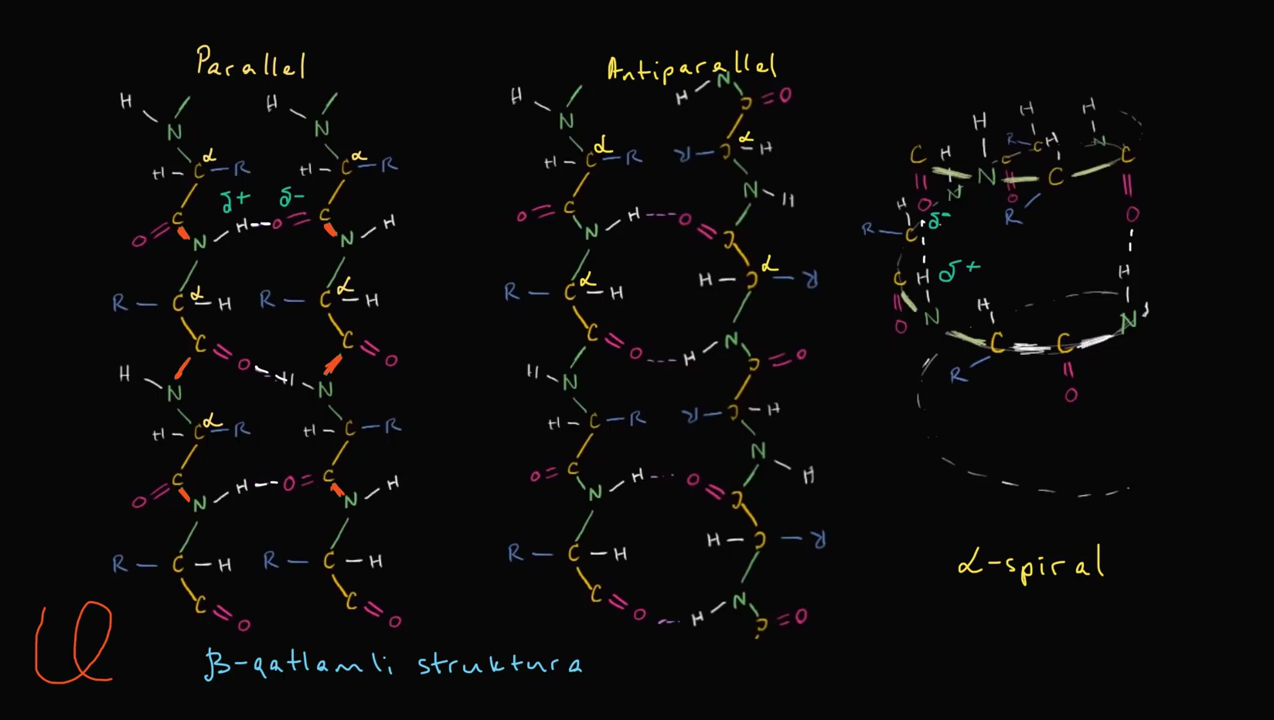 Parallel
H N
H C α R
O C
N H
R C α H
C O
H N
H C α R
O C
N H
R C H
C O
δ+ δ-
H N
H C α R
O C
N H
R C α H
C O
H N
H C R
O C
N H
R C H
C O
Antiparallel
H N
H C α R
O C
N H
R C α H
C O
H N
H C R
O C
N H
R C H
C O
H N
C O
R C α H
N H
O C
H C α R
H N
C O
R C H
N H
O C
H C R
H N
C O
β-qatlamli struktura
H H H
C H N R C C H N C
O N O R C O
H δ-
R C
C H δ+ H
O N H N
R C C
O
α-spiral